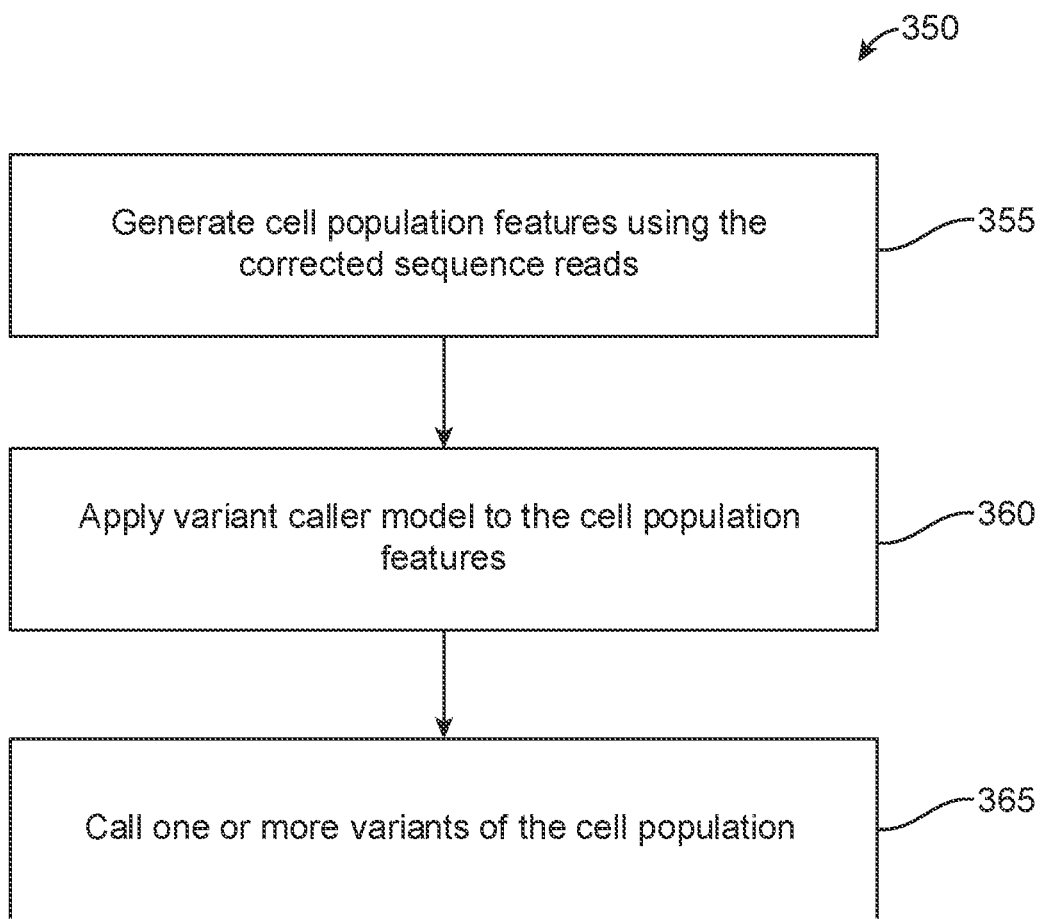 350
Generate cell population features using the
corrected sequence reads
355
Apply variant caller model to the cell population
features
360
Call one or more variants of the cell population
365